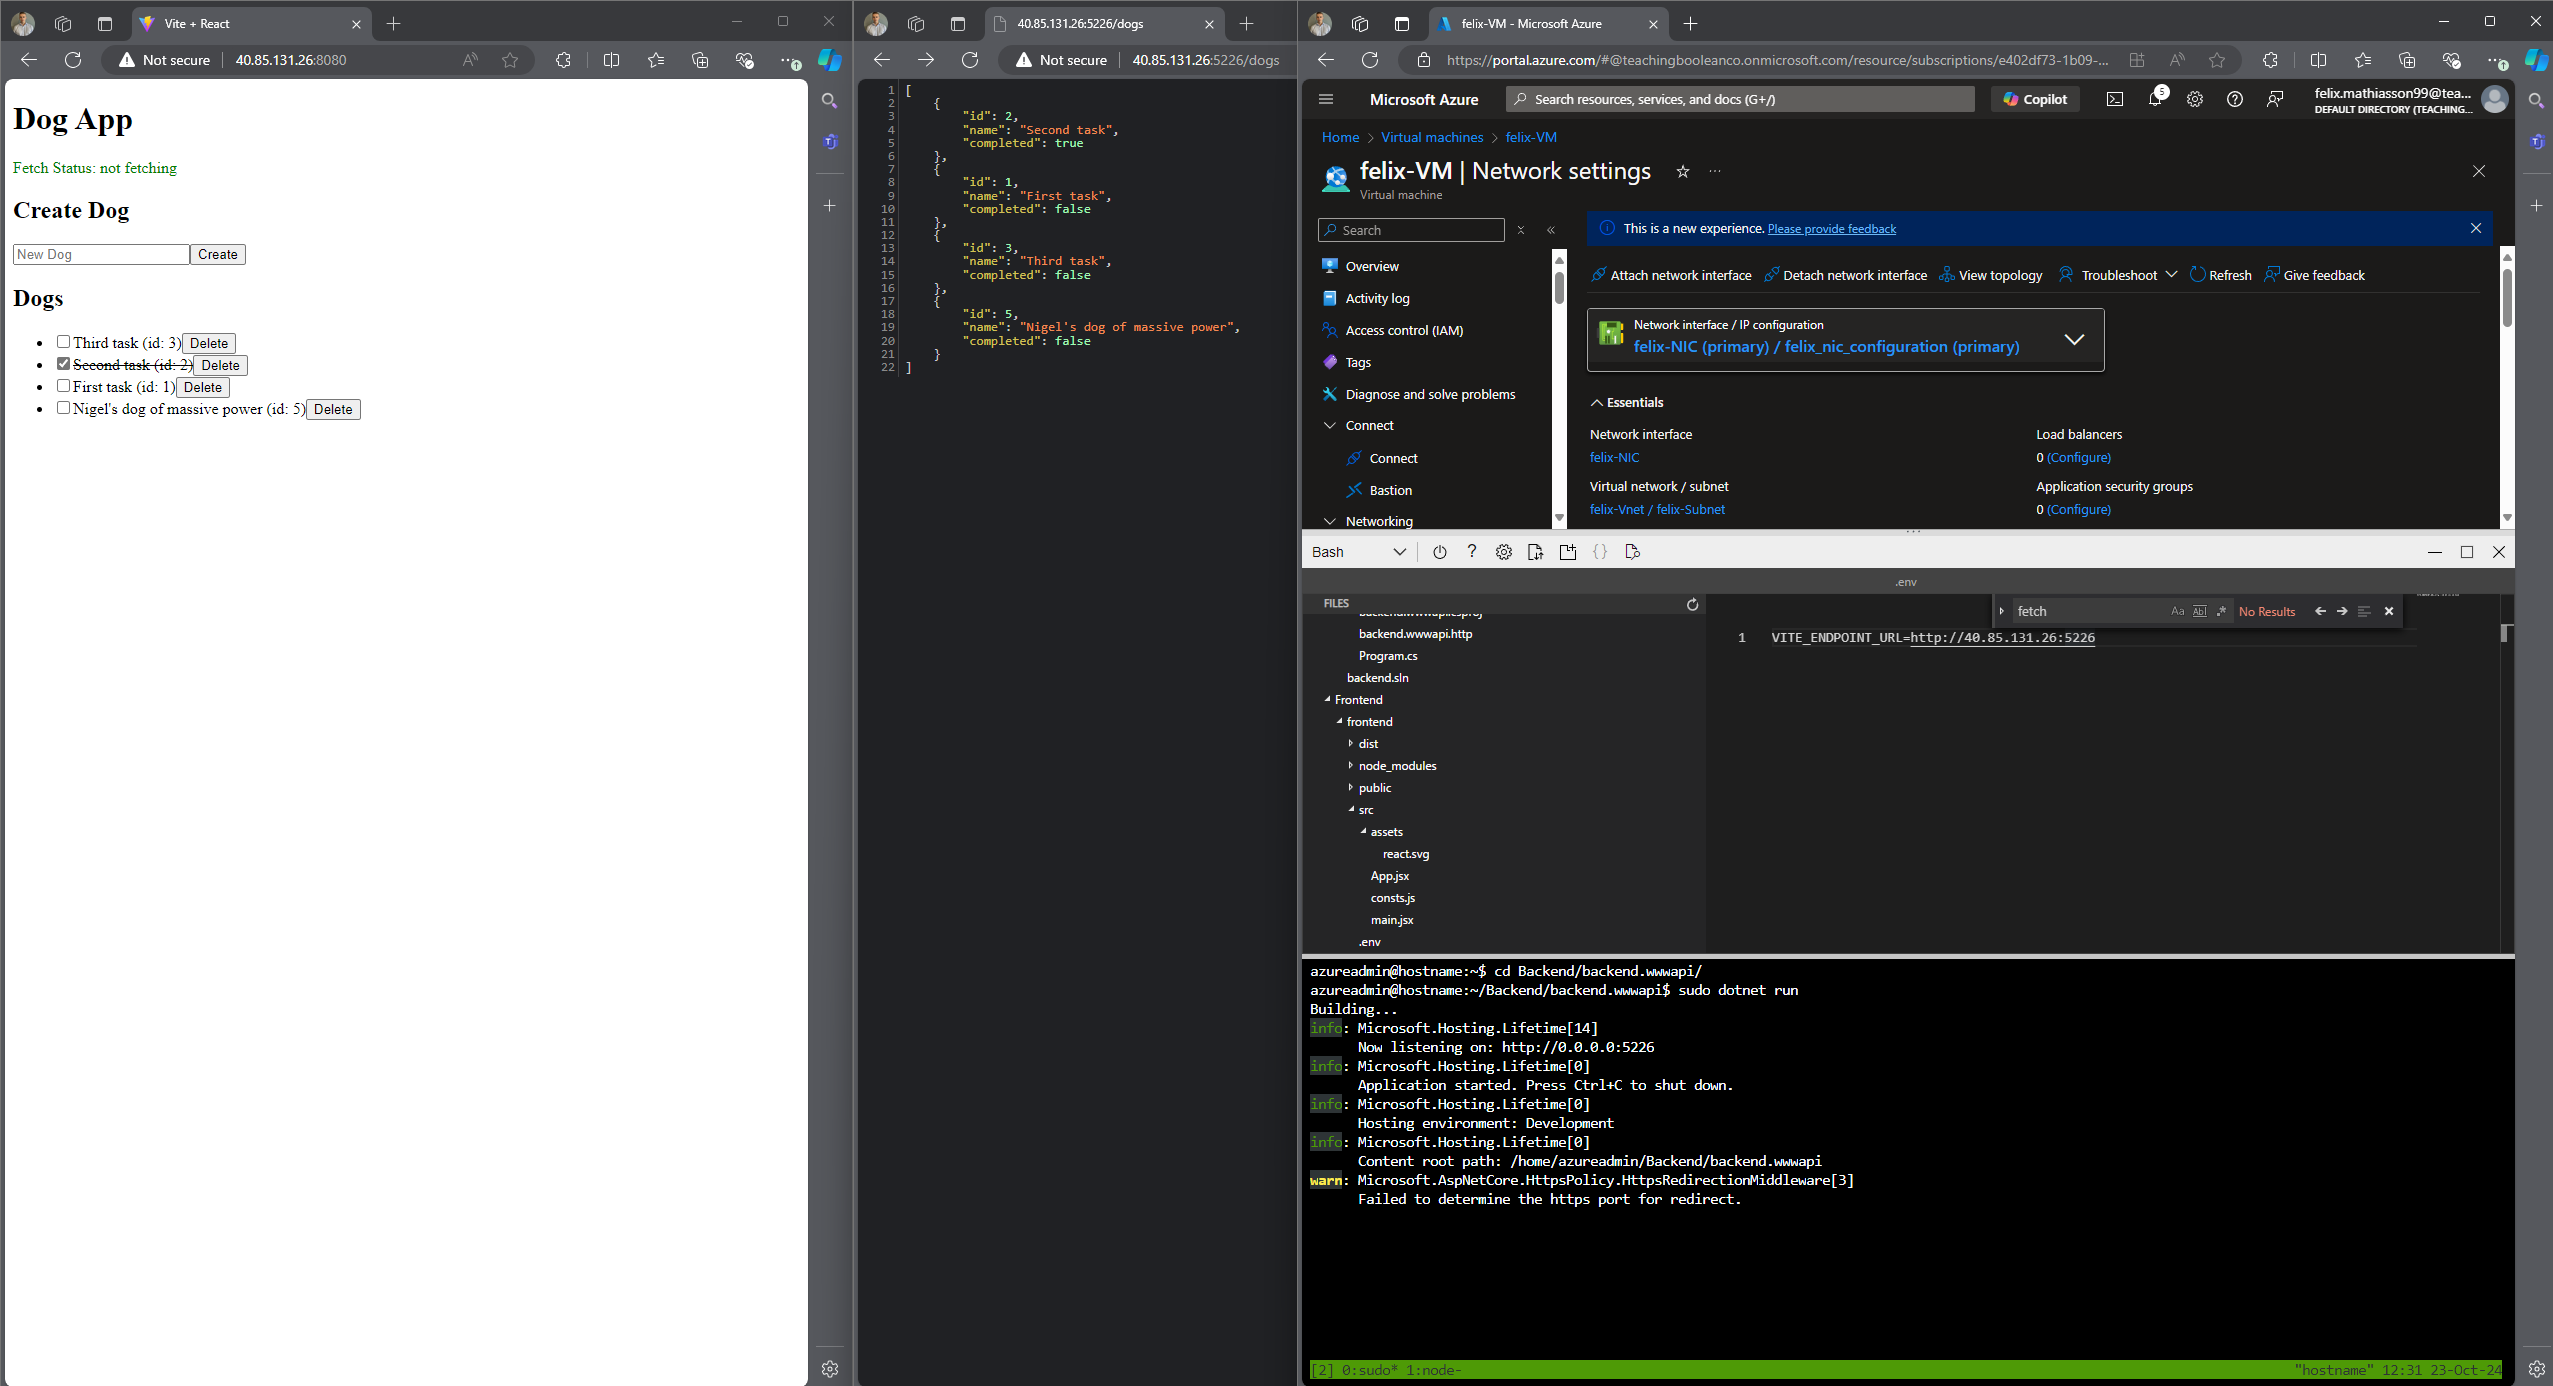 Vite + React
Not secure
40.85.131.26:8080
Dog App
Fetch Status: not fetching
Create Dog
New Dog
Create
Dogs
Third task (id: 3)
Delete
Second task (id: 2)
Delete
First task (id: 1)
Delete
Nigel's dog of massive power (id: 5)
Delete
40.85.131.26:5226/dogs
Not secure
40.85.131.26:5226/dogs
1 [
2 {
3 "id": 2,
4 "name": "Second task",
5 "completed": true
6 },
7 {
8 "id": 1,
9 "name": "First task",
10 "completed": false
11 },
12 {
13 "id": 3,
14 "name": "Third task",
15 "completed": false
16 },
17 {
18 "id": 5,
19 "name": "Nigel's dog of massive power",
20 "completed": false
21 }
22 ]
felix-VM - Microsoft Azure
https://portal.azure.com/#@teachingbooleanco.onmicrosoft.com/resource/subscriptions/e402df73-1b09-...
Microsoft Azure
Search resources, services, and docs (G+/)
Copilot
5
felix.mathiasson99@tea...
DEFAULT DIRECTORY (TEACHING...
Home > Virtual machines > felix-VM
felix-VM | Network settings
Virtual machine
Search
Overview
Activity log
Access control (IAM)
Tags
Diagnose and solve problems
Connect
Connect
Bastion
Networking
This is a new experience. Please provide feedback
Attach network interface
Detach network interface
View topology
Troubleshoot
Refresh
Give feedback
Network interface / IP configuration
felix-NIC (primary) / felix_nic_configuration (primary)
Essentials
Network interface
felix-NIC
Load balancers
0 (Configure)
Virtual network / subnet
felix-Vnet / felix-Subnet
Application security groups
0 (Configure)
Bash
.env
FILES
backend.wwwapi.http
Program.cs
backend.sln
Frontend
frontend
dist
node_modules
public
src
assets
react.svg
App.jsx
consts.js
main.jsx
.env
fetch
Aa
No Results
1 VITE_ENDPOINT_URL=http://40.85.131.26:5226
azureadmin@hostname:~$ cd Backend/backend.wwwapi/
azureadmin@hostname:~/Backend/backend.wwwapi$ sudo dotnet run
Building...
info: Microsoft.Hosting.Lifetime[14]
Now listening on: http://0.0.0.0:5226
info: Microsoft.Hosting.Lifetime[0]
Application started. Press Ctrl+C to shut down.
info: Microsoft.Hosting.Lifetime[0]
Hosting environment: Development
info: Microsoft.Hosting.Lifetime[0]
Content root path: /home/azureadmin/Backend/backend.wwwapi
warn: Microsoft.AspNetCore.HttpsPolicy.HttpsRedirectionMiddleware[3]
Failed to determine the https port for redirect.
[2] 0:sudo* 1:node-
"hostname" 12:31 23-Oct-24